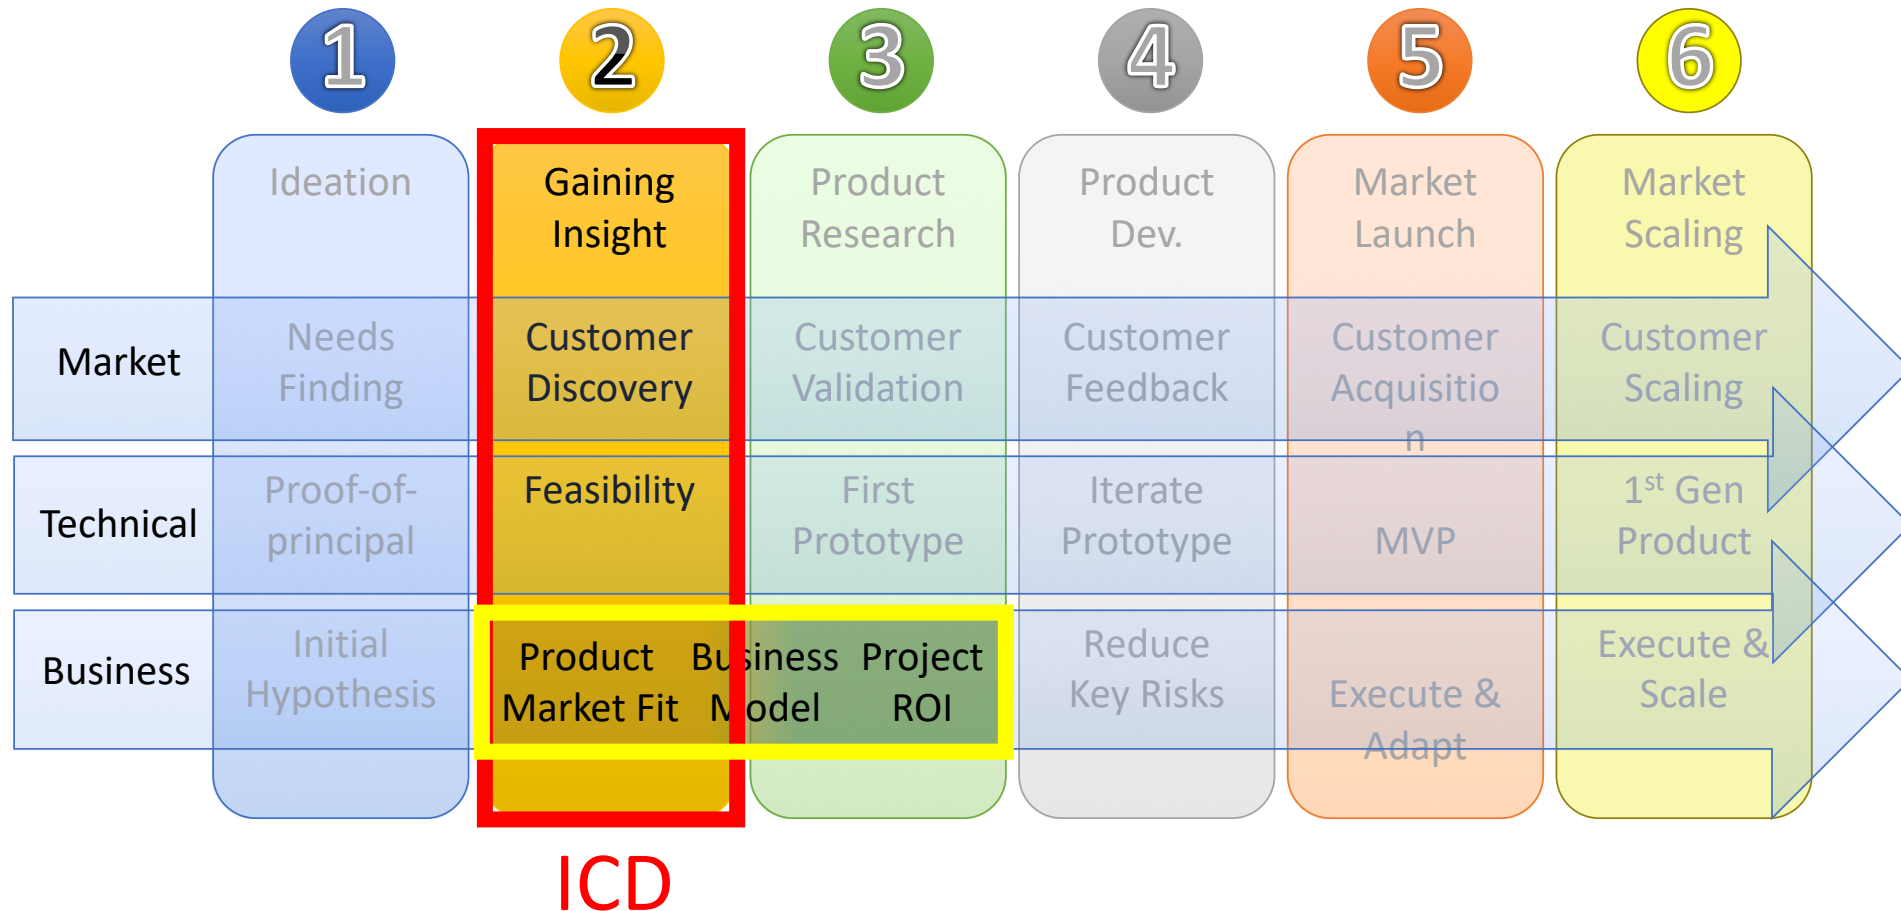 1 2 3 4 5 6
Ideation
Gaining
Insight
Product
Research
Product
Dev.
Market
Launch
Market
Scaling
Market
Needs
Finding
Customer
Discovery
Customer
Validation
Customer
Feedback
Customer
Acquisitio
n
Customer
Scaling
Technical
Proof-of-
principal
Feasibility
First
Prototype
Iterate
Prototype
MVP
1st Gen
Product
Business
Initial
Hypothesis
Product
Market Fit
Business
Model
Project
ROI
Reduce
Key Risks
Execute &
Adapt
Execute &
Scale
ICD